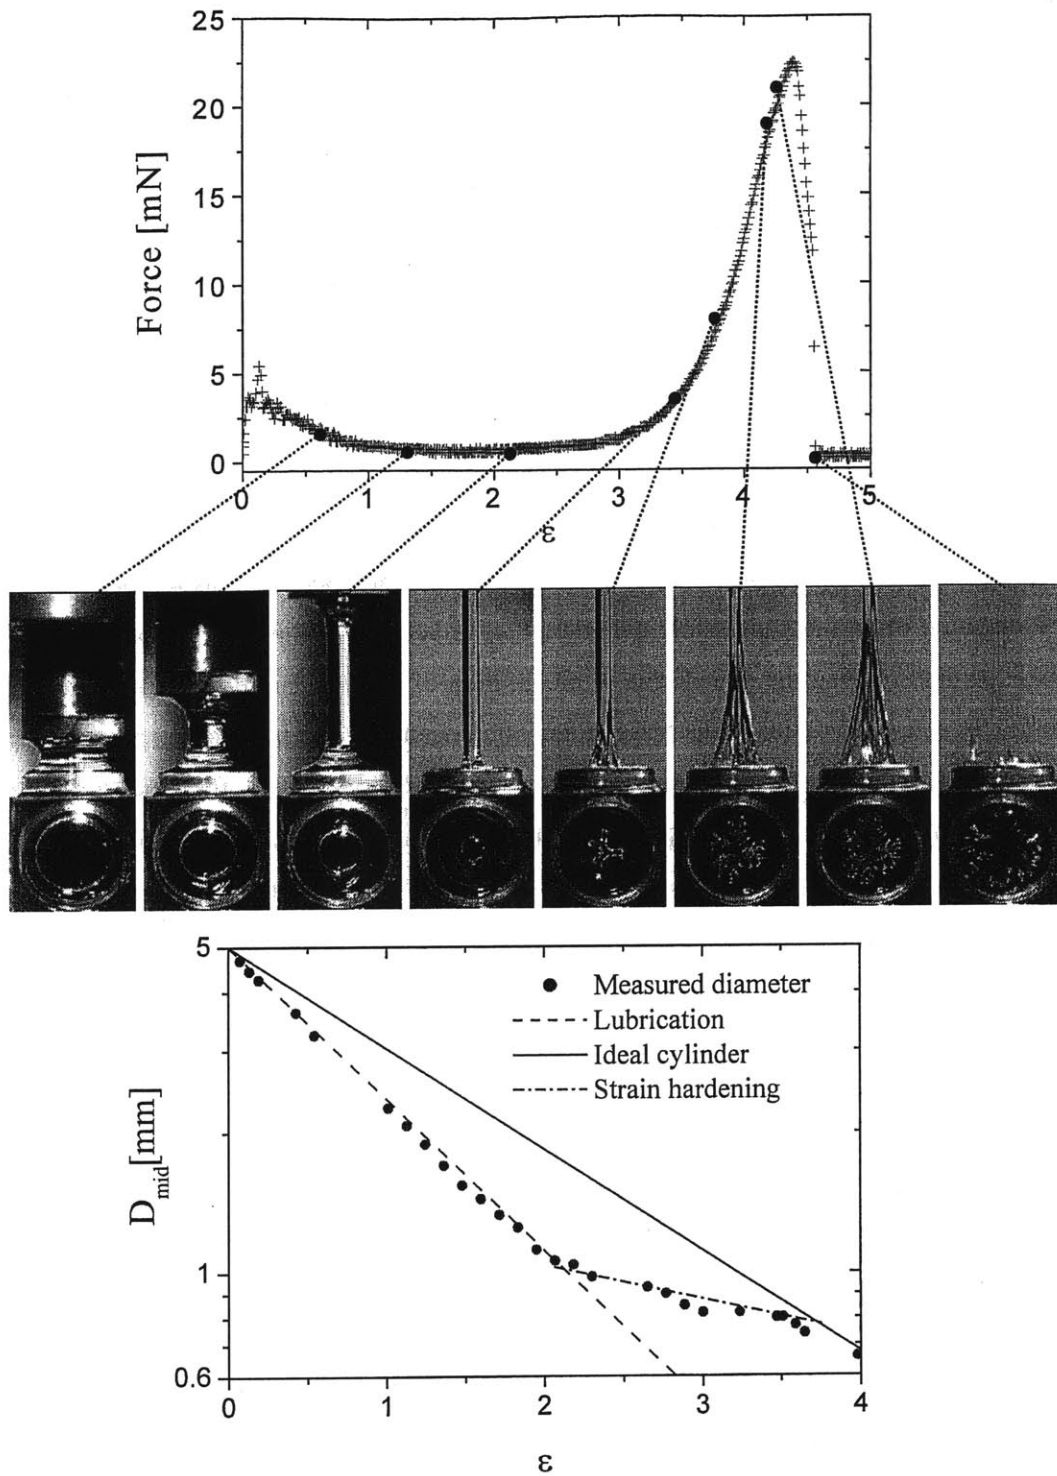 25
20
15
10
5
0
Force [mN]
0 1 2 3 4 5
ε
5
1
0.6
D_mid [mm]
Measured diameter
Lubrication
Ideal cylinder
Strain hardening
0 1 2 3 4
ε